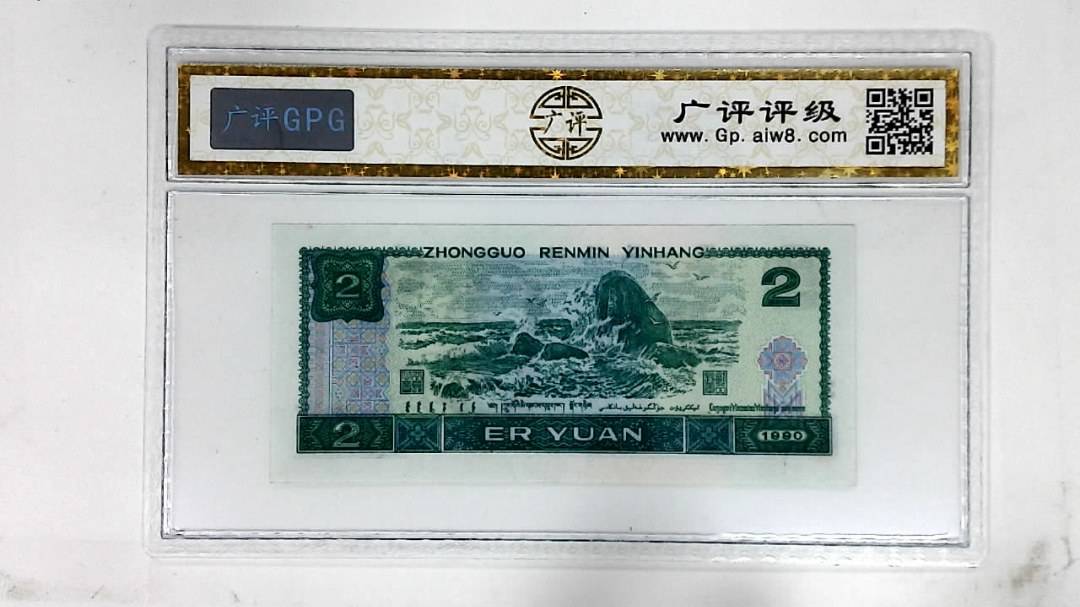 广评GPG
广评
广评评级
www. Gp. aiw8. com
ZHONGGUO RENMIN YINHANG
2
2
2
ER YUAN
1990